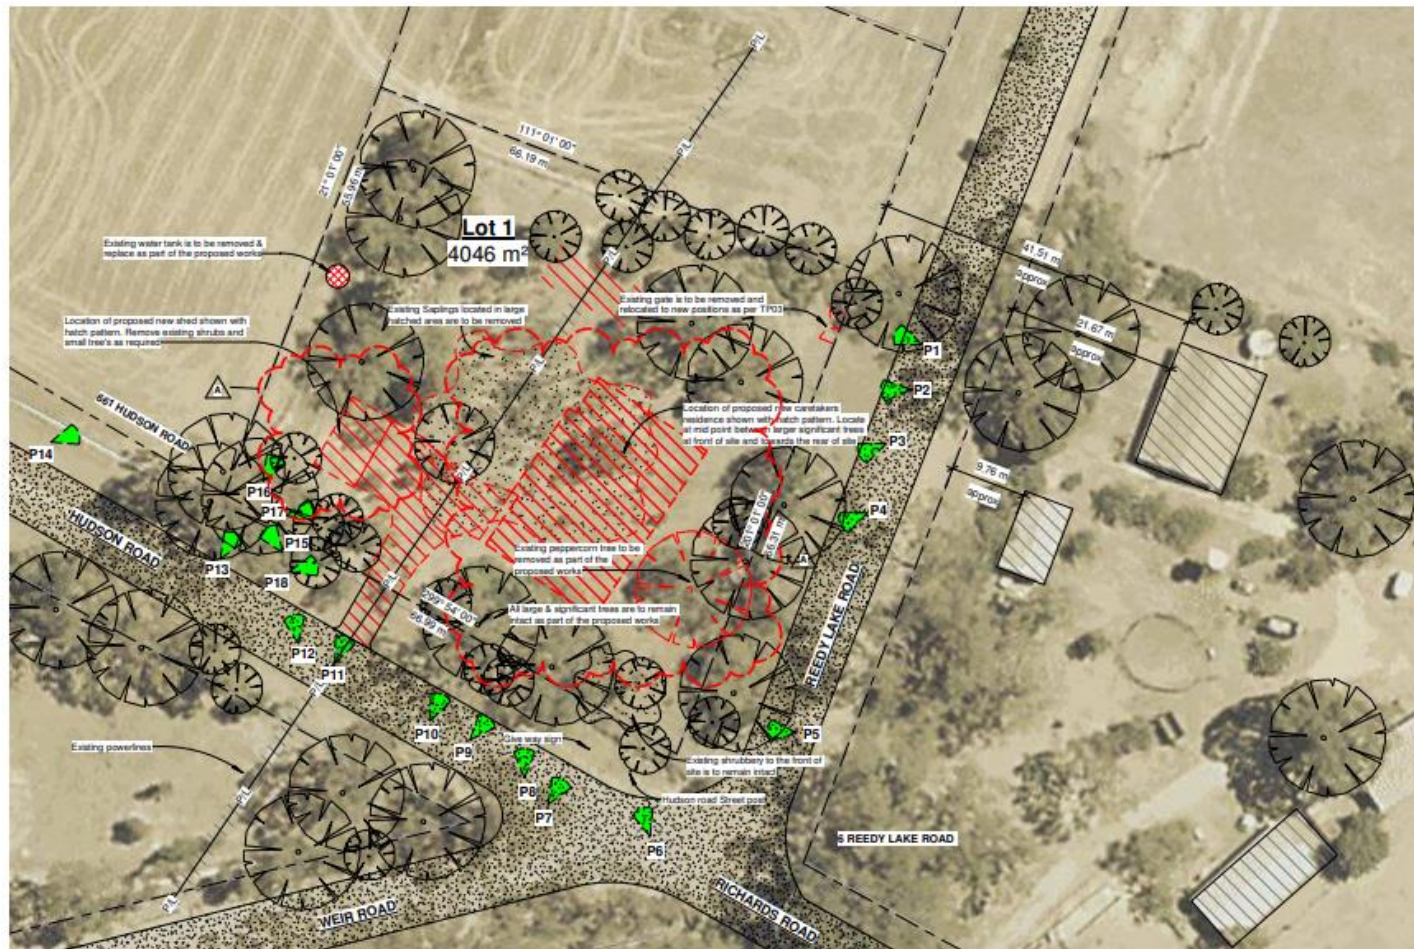 P/L
111° 01' 00"
66.19 m
P/L
21° 01' 00"
55.96 m
Lot 1
4046 m²
Existing water tank is to be removed &
replace as part of the proposed works
P/L
41.51 m
approx
Existing Saplings located in large
hatched area are to be removed
Existing gate is to be removed and
relocated to new positions as per TP03
Location of proposed new shed shown with
hatch pattern. Remove existing shrubs and
small tree's as required
21.67 m
approx
P1
P/L
P2
A
661 HUDSON ROAD
Location of proposed new caretakers
residence shown with hatch pattern. Locate
at mid point between larger significant trees
at front of site and towards the rear of site
P3
P14
P/L
9.76 m
approx
P16
P17
P4
201° 01' 00"
56.31 m
HUDSON ROAD
P15
P13
P18
Existing peppercorn tree to be
removed as part of the
proposed works
A
P/L
299° 54' 00"
66.99 m
All large & significant trees are to remain
intact as part of the proposed works
REEDY LAKE ROAD
P12
P11
P/L
P10
P9
Give way sign
P5
Existing powerlines
Existing shrubbery to the front of
site is to remain intact
P/L
P8
P7
Hudson road Street post
P6
6 REEDY LAKE ROAD
P/L
WEIR ROAD
RICHARDS ROAD